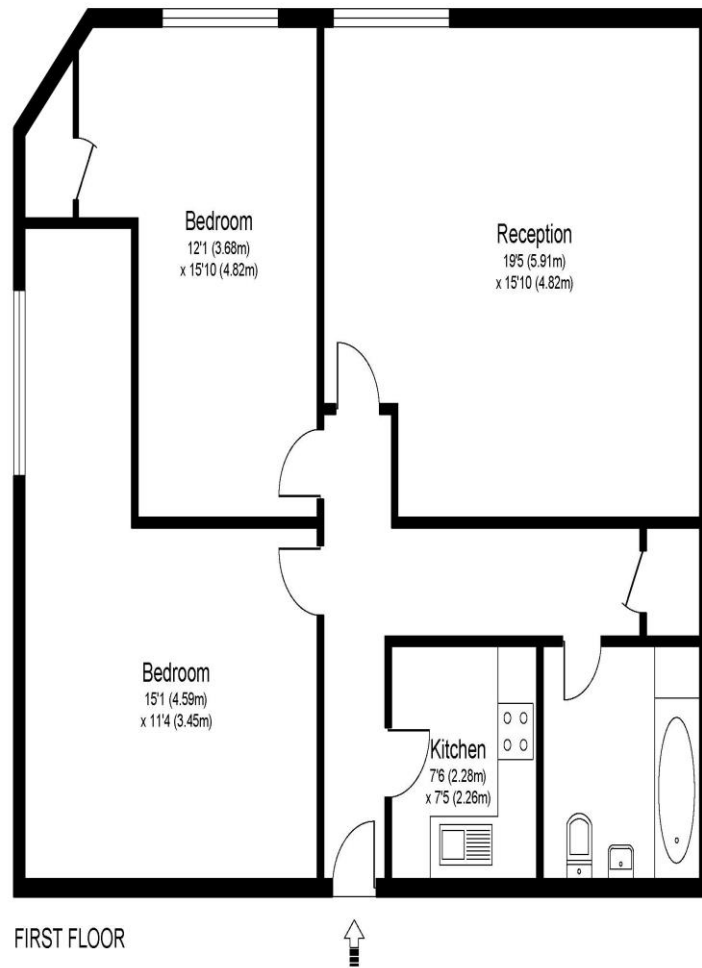 Bedroom
12'1 (3.68m)
x 15'10 (4.82m)
Reception
19'5 (5.91m)
x 15'10 (4.82m)
Bedroom
15'1 (4.59m)
x 11'4 (3.45m)
Kitchen
7'6 (2.28m)
x 7'5 (2.26m)
FIRST FLOOR